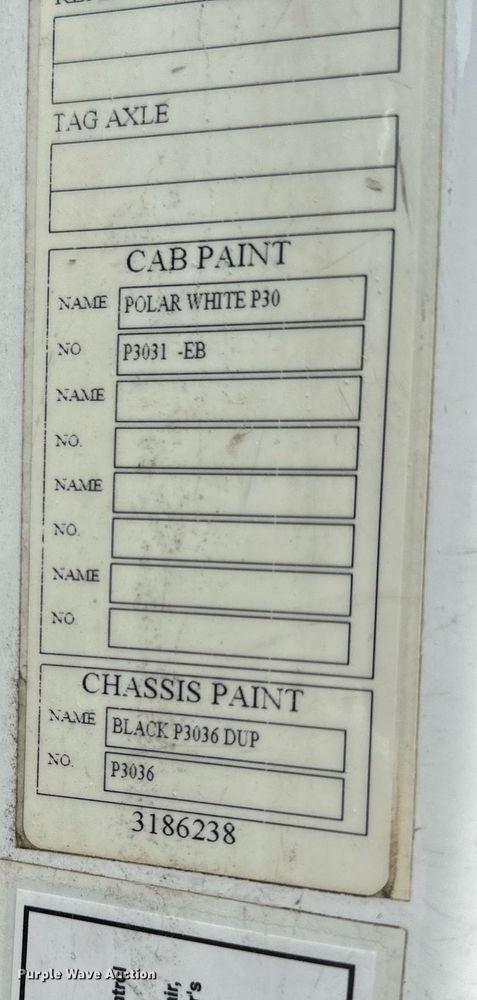 TAG AXLE
CAB PAINT
NAME POLAR WHITE P30
NO P3031 -EB
NAME
NO.
NAME
NO.
NAME
NO
CHASSIS PAINT
NAME BLACK P3036 DUP
NO. P3036
3186238
Purple Wave Auction